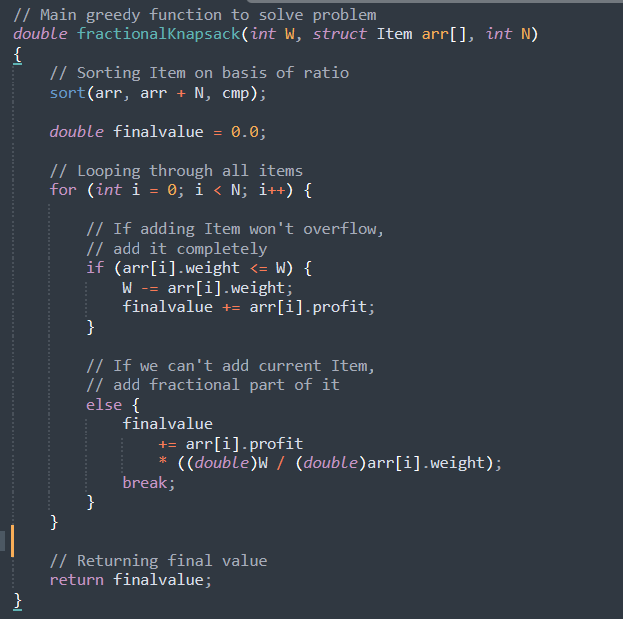 // Main greedy function to solve problem
double fractionalKnapsack(int W, struct Item arr[], int N)
{
    // Sorting Item on basis of ratio
    sort(arr, arr + N, cmp);

    double finalvalue = 0.0;

    // Looping through all items
    for (int i = 0; i < N; i++) {

        // If adding Item won't overflow,
        // add it completely
        if (arr[i].weight <= W) {
            W -= arr[i].weight;
            finalvalue += arr[i].profit;
        }

        // If we can't add current Item,
        // add fractional part of it
        else {
            finalvalue
                += arr[i].profit
                * ((double)W / (double)arr[i].weight);
            break;
        }
    }

    // Returning final value
    return finalvalue;
}